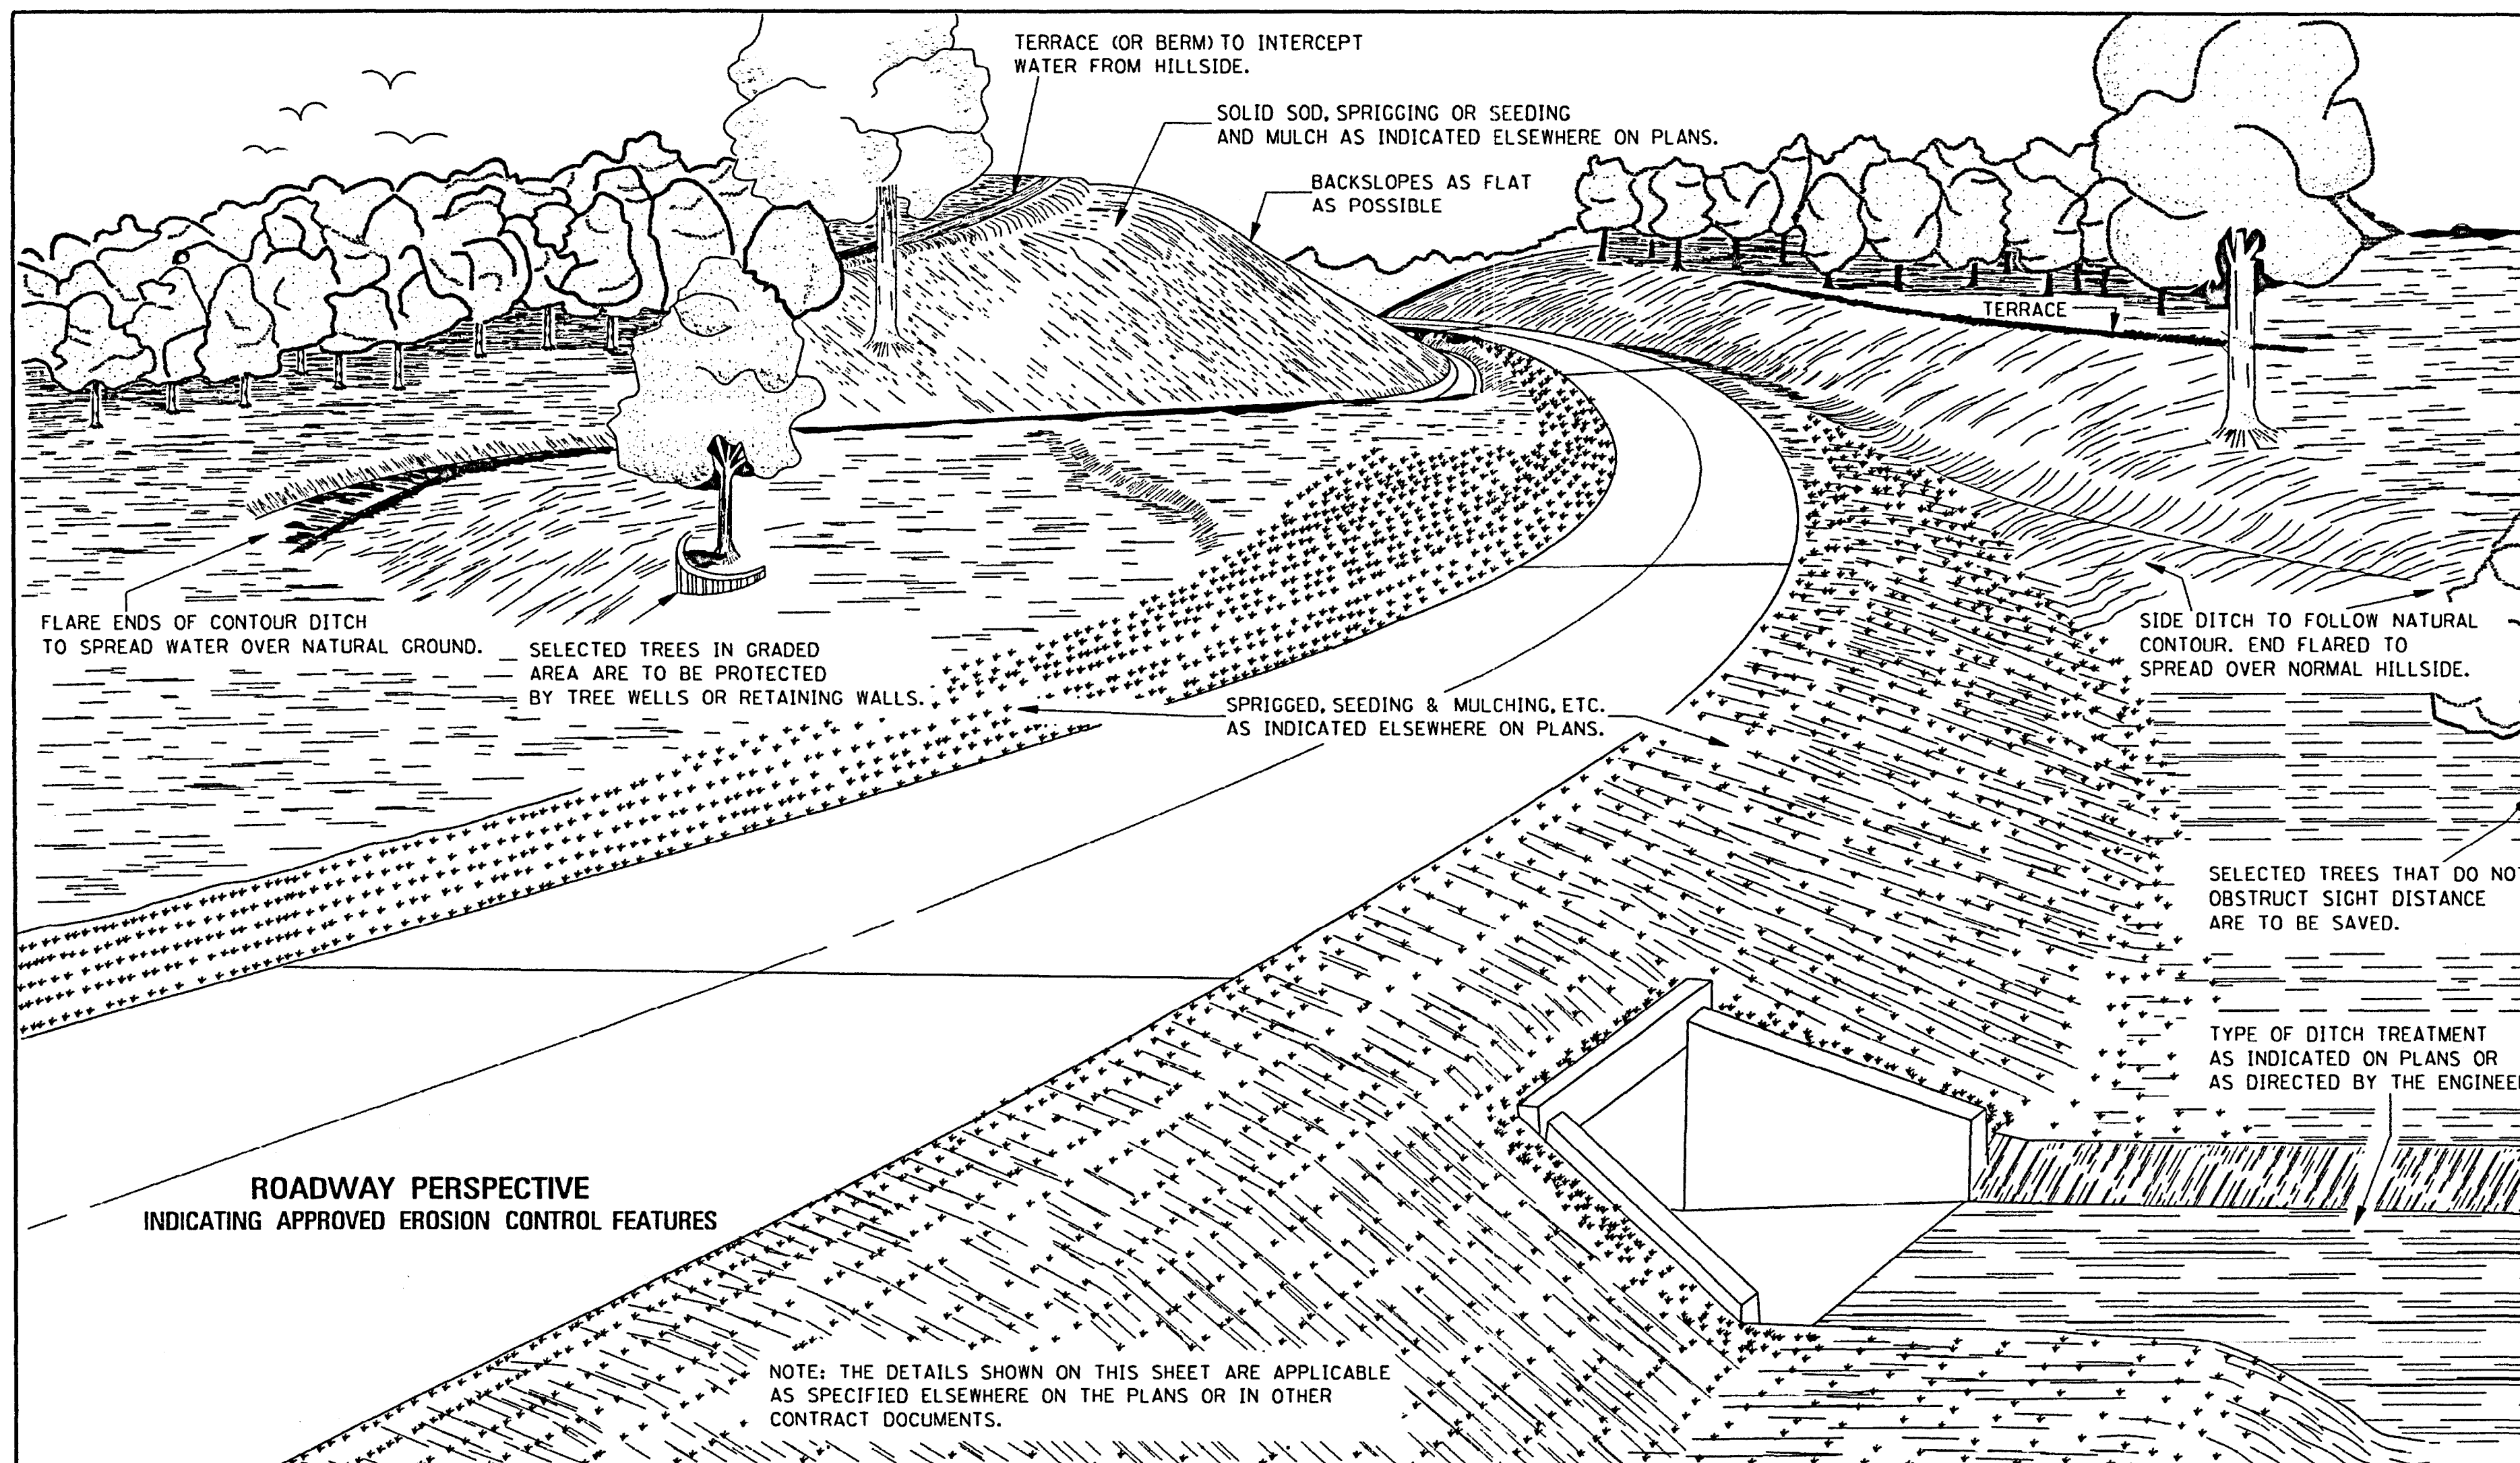 TERRACE (OR BERM) TO INTERCEPT
WATER FROM HILLSIDE.
SOLID SOD, SPRIGGING OR SEEDING
AND MULCH AS INDICATED ELSEWHERE ON PLANS.
BACKSLOPES AS FLAT
AS POSSIBLE
TERRACE
FLARE ENDS OF CONTOUR DITCH
TO SPREAD WATER OVER NATURAL GROUND.
SELECTED TREES IN GRADED
AREA ARE TO BE PROTECTED
BY TREE WELLS OR RETAINING WALLS.
SIDE DITCH TO FOLLOW NATURAL
CONTOUR. END FLARED TO
SPREAD OVER NORMAL HILLSIDE.
SPRIGGED, SEEDING & MULCHING, ETC.
AS INDICATED ELSEWHERE ON PLANS.
SELECTED TREES THAT DO NOT
OBSTRUCT SIGHT DISTANCE
ARE TO BE SAVED.
TYPE OF DITCH TREATMENT
AS INDICATED ON PLANS OR
AS DIRECTED BY THE ENGINEE
ROADWAY PERSPECTIVE
INDICATING APPROVED EROSION CONTROL FEATURES
NOTE: THE DETAILS SHOWN ON THIS SHEET ARE APPLICABLE
AS SPECIFIED ELSEWHERE ON THE PLANS OR IN OTHER
CONTRACT DOCUMENTS.